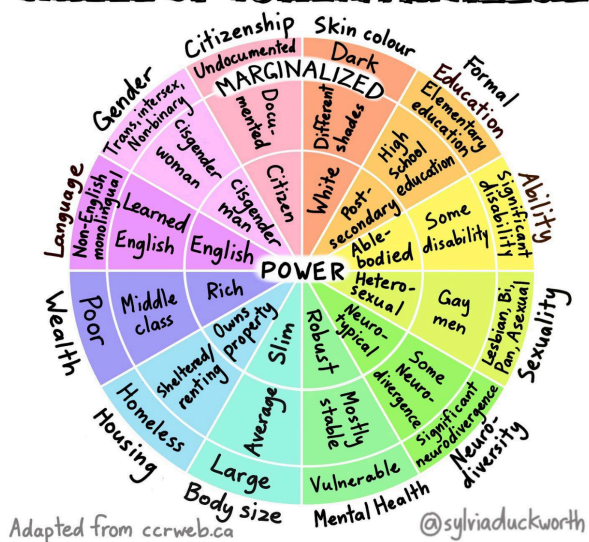 Citizenship
Undocumented
Docu-
mented
Citizen
Skin colour
Dark
Different
shades
White
Formal
Education
Elementary
education
High
School
education
Post-
secondary
Ability
Significant
disability
Some
disability
Able-
bodied
Sexuality
Lesbian, Bi,
Pan, Asexual
Gay
men
Hetero-
sexual
Neuro-
diversity
Significant
neurodivergence
Some
Neuro-
divergence
Neuro-
typical
Mental Health
Vulnerable
Mostly
stable
Robust
Body size
Large
Average
Slim
Housing
Homeless
Sheltered/
renting
Owns
property
Wealth
Poor
Middle
class
Rich
Language
Non-English
monolingual
Learned
English
English
Gender
Trans, intersex,
Non-binary
Cisgender
woman
Cisgender
man
MARGINALIZED
POWER
Adapted from ccrweb.ca
@sylviaduckworth